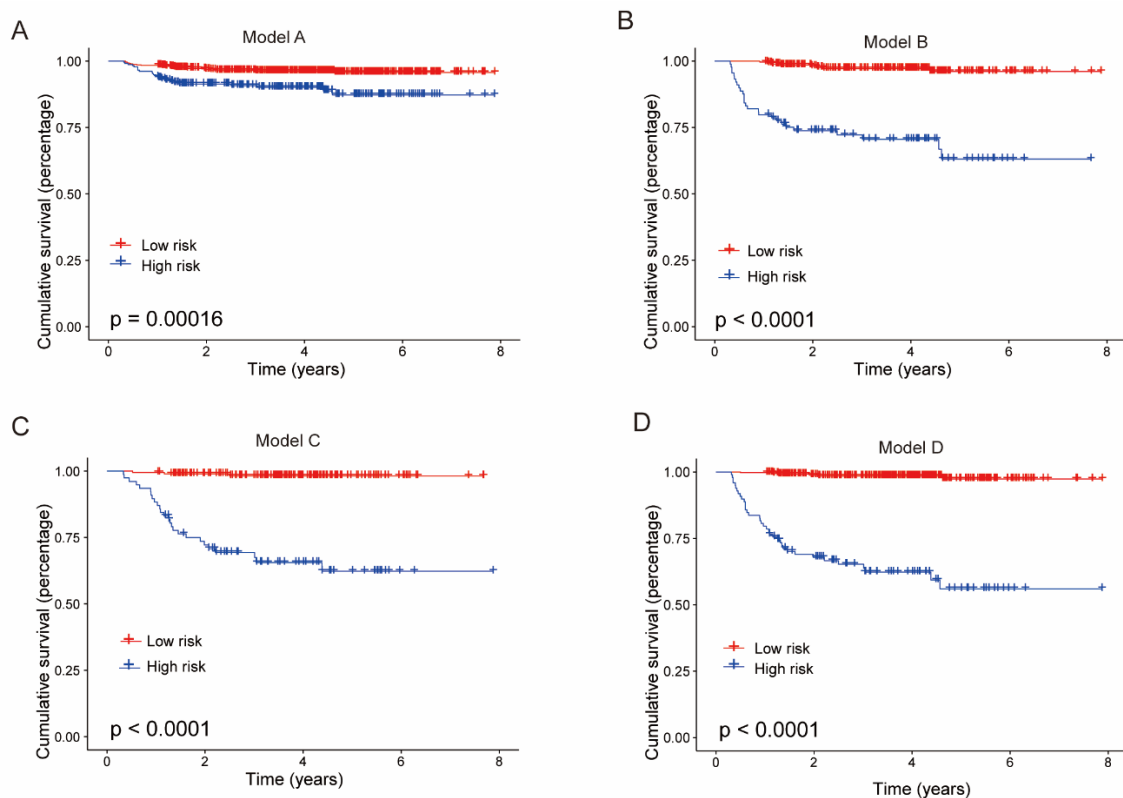 A
Model A
Cumulative survival (percentage)
1.00
0.75
0.50
0.25
0.00
Low risk
High risk
p = 0.00016
0 2 4 6 8
Time (years)
B
Model B
Cumulative survival (percentage)
1.00
0.75
0.50
0.25
0.00
Low risk
High risk
p < 0.0001
0 2 4 6 8
Time (years)
C
Model C
Cumulative survival (percentage)
1.00
0.75
0.50
0.25
0.00
Low risk
High risk
p < 0.0001
0 2 4 6 8
Time (years)
D
Model D
Cumulative survival (percentage)
1.00
0.75
0.50
0.25
0.00
Low risk
High risk
p < 0.0001
0 2 4 6 8
Time (years)